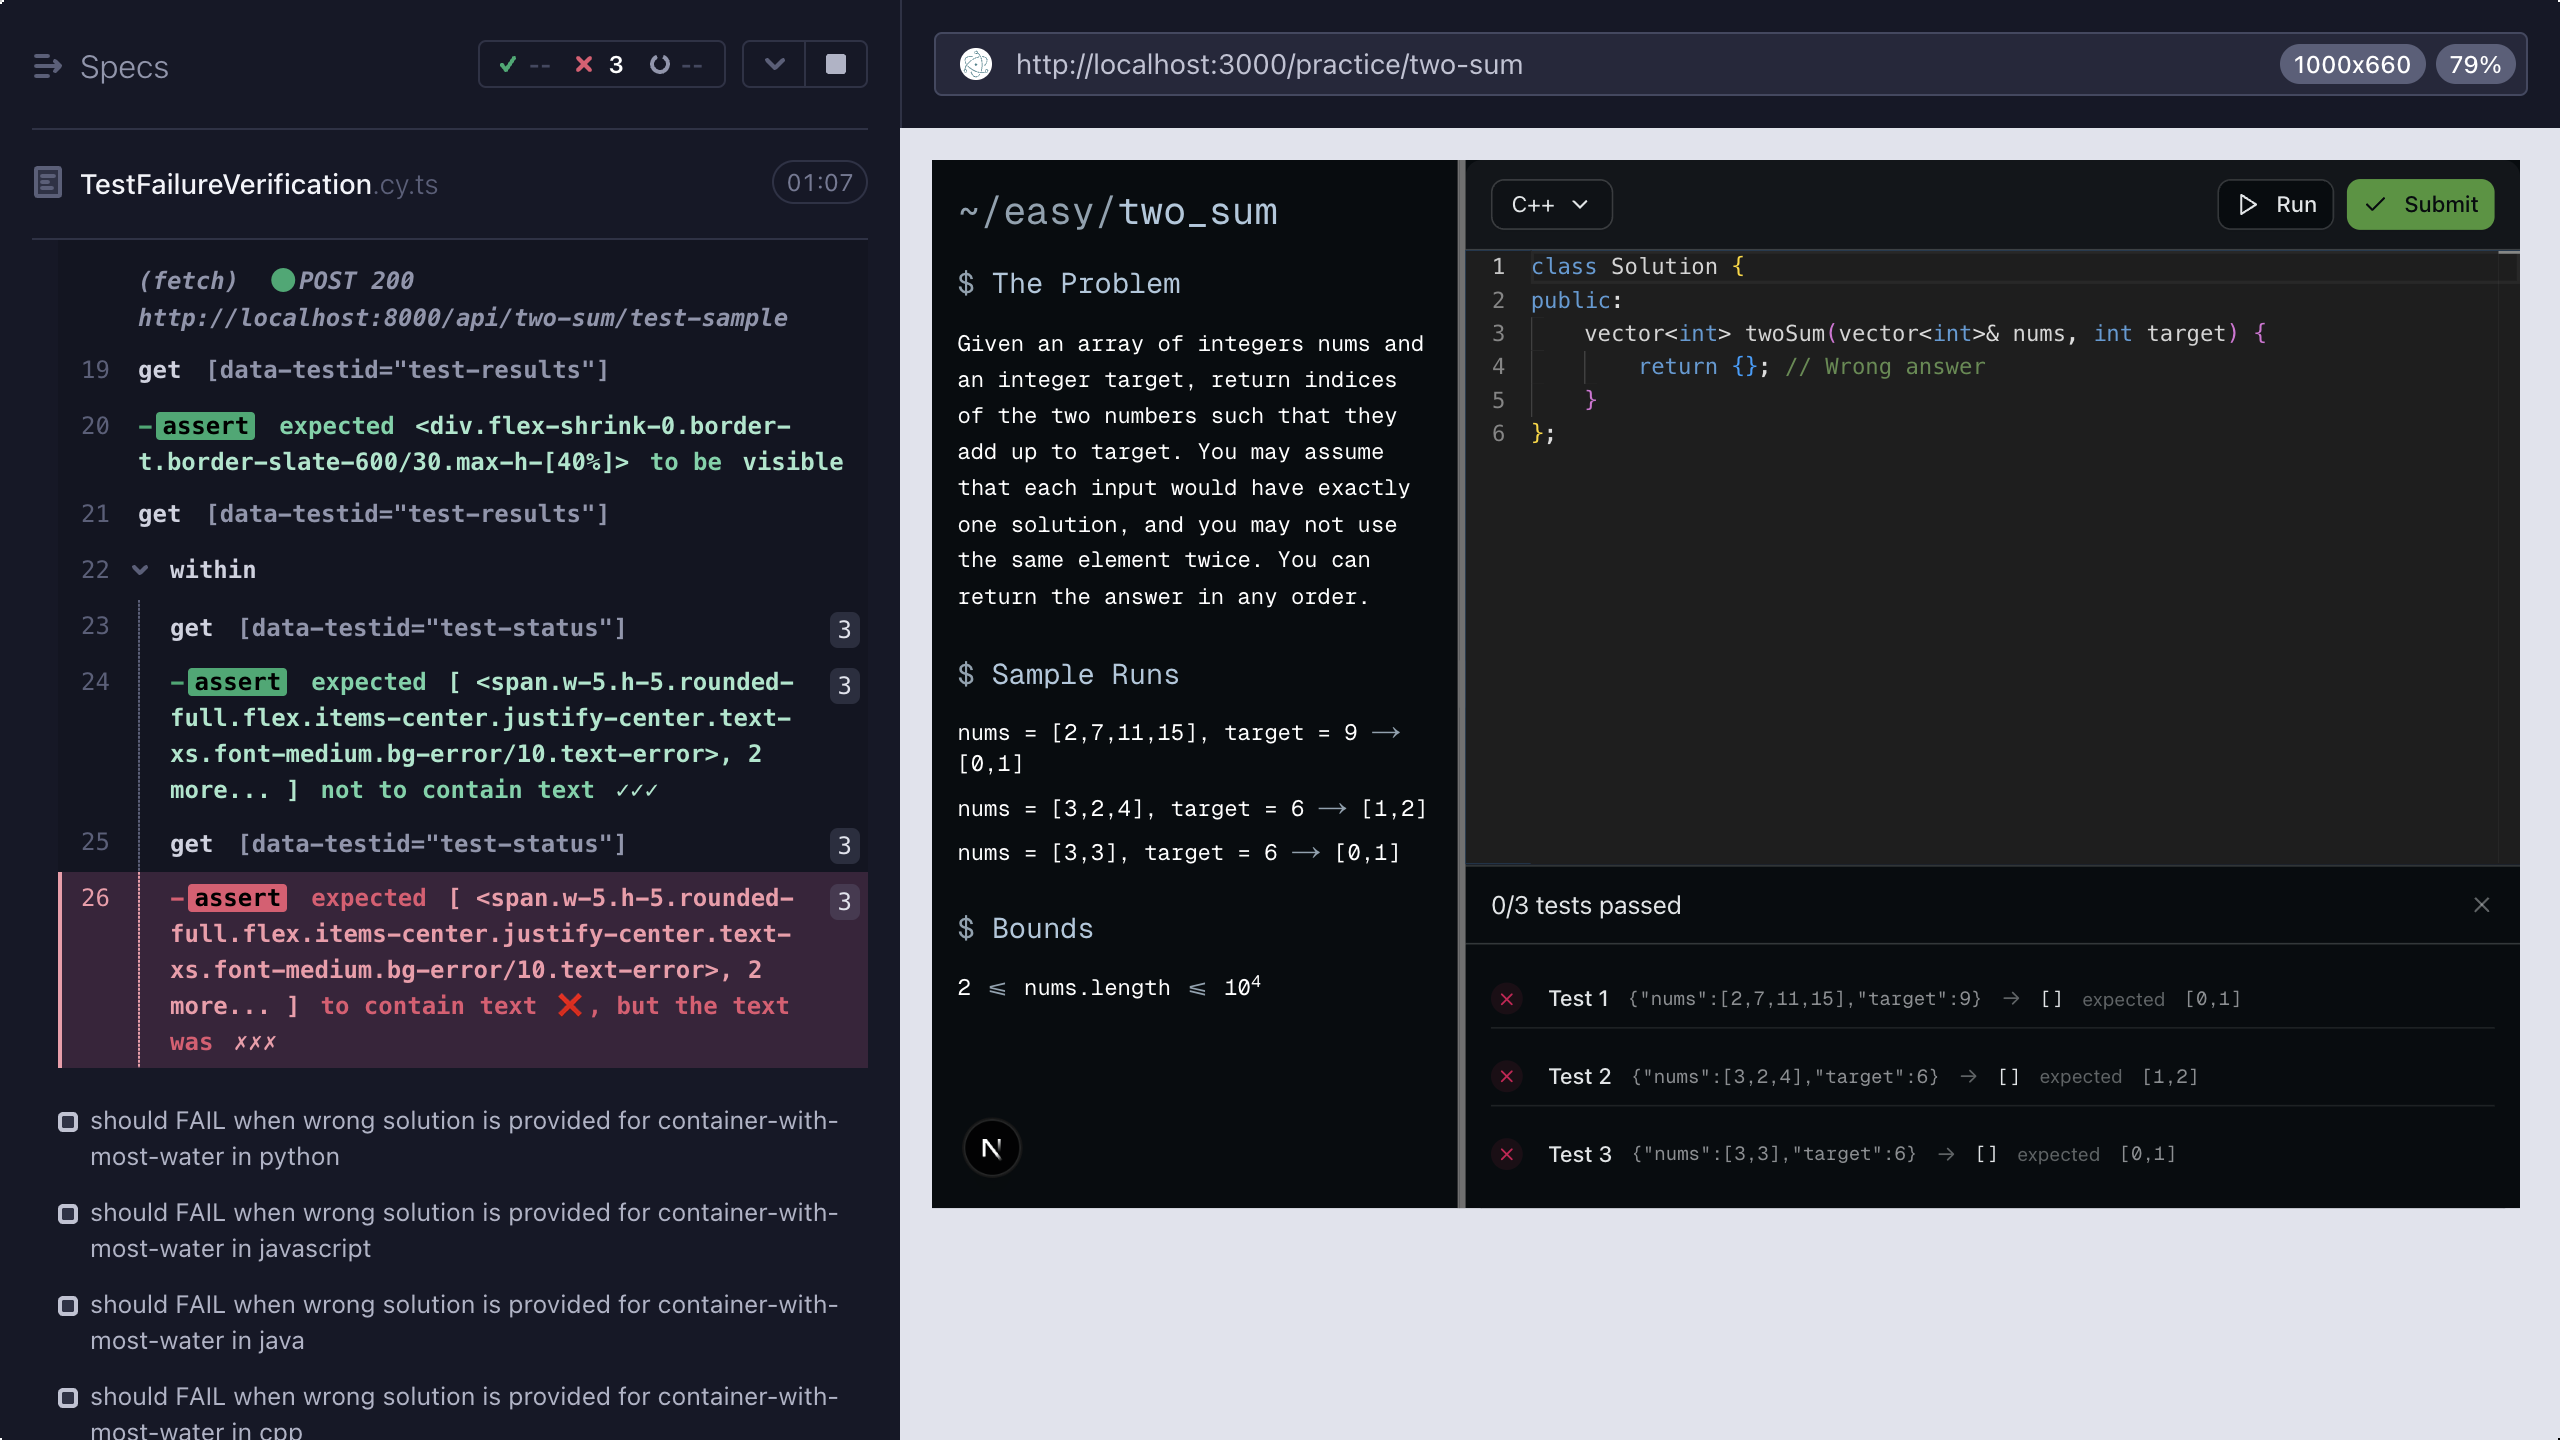 Specs
✓ -- ✕ 3 -- 
TestFailureVerification.cy.ts
01:07
(fetch) POST 200
http://localhost:8000/api/two-sum/test-sample
19 get [data-testid="test-results"]
20 -assert expected <div.flex-shrink-0.border-
t.border-slate-600/30.max-h-[40%]> to be visible
21 get [data-testid="test-results"]
22 within
23 get [data-testid="test-status"] 3
24 -assert expected [ <span.w-5.h-5.rounded- 3
full.flex.items-center.justify-center.text-
xs.font-medium.bg-error/10.text-error>, 2
more... ] not to contain text ✓✓✓
25 get [data-testid="test-status"] 3
26 -assert expected [ <span.w-5.h-5.rounded- 3
full.flex.items-center.justify-center.text-
xs.font-medium.bg-error/10.text-error>, 2
more... ] to contain text ❌, but the text
was ✗✗✗
should FAIL when wrong solution is provided for container-with-
most-water in python
should FAIL when wrong solution is provided for container-with-
most-water in javascript
should FAIL when wrong solution is provided for container-with-
most-water in java
should FAIL when wrong solution is provided for container-with-
most-water in cpp
http://localhost:3000/practice/two-sum
1000x660
79%
~/easy/two_sum
$ The Problem
Given an array of integers nums and
an integer target, return indices
of the two numbers such that they
add up to target. You may assume
that each input would have exactly
one solution, and you may not use
the same element twice. You can
return the answer in any order.
$ Sample Runs
nums = [2,7,11,15], target = 9 →
[0,1]
nums = [3,2,4], target = 6 → [1,2]
nums = [3,3], target = 6 → [0,1]
$ Bounds
2 ⩽ nums.length ⩽ 10⁴
N
C++
Run
Submit
1 class Solution {
2 public:
3 vector<int> twoSum(vector<int>& nums, int target) {
4 return {}; // Wrong answer
5 }
6 };
0/3 tests passed
✕ Test 1 {"nums":[2,7,11,15],"target":9} → [] expected [0,1]
✕ Test 2 {"nums":[3,2,4],"target":6} → [] expected [1,2]
✕ Test 3 {"nums":[3,3],"target":6} → [] expected [0,1]